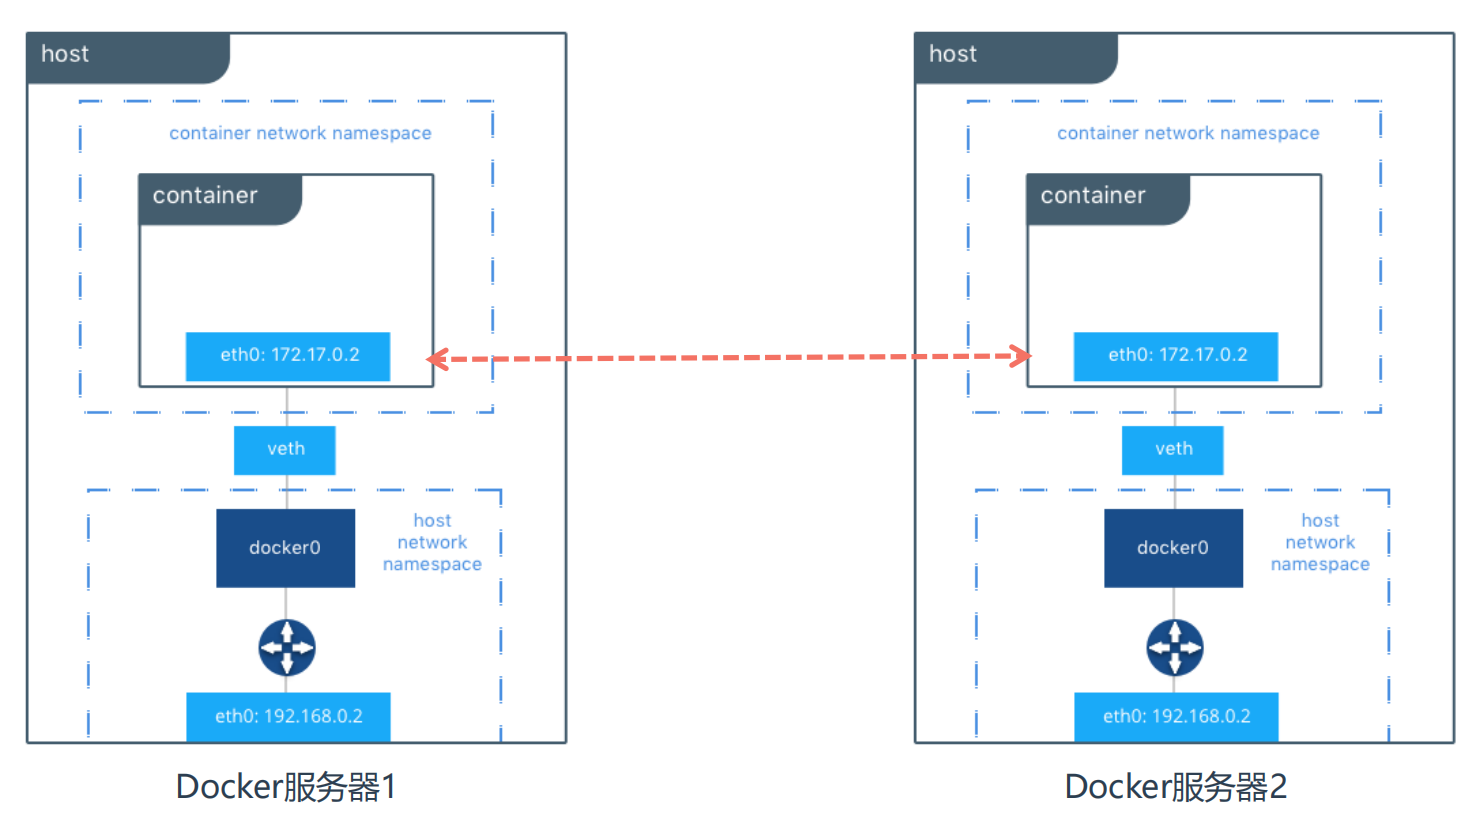 host
container network namespace
container
eth0: 172.17.0.2
veth
docker0
host
network
namespace
eth0: 192.168.0.2
Docker服务器1
host
container network namespace
container
eth0: 172.17.0.2
veth
docker0
host
network
namespace
eth0: 192.168.0.2
Docker服务器2